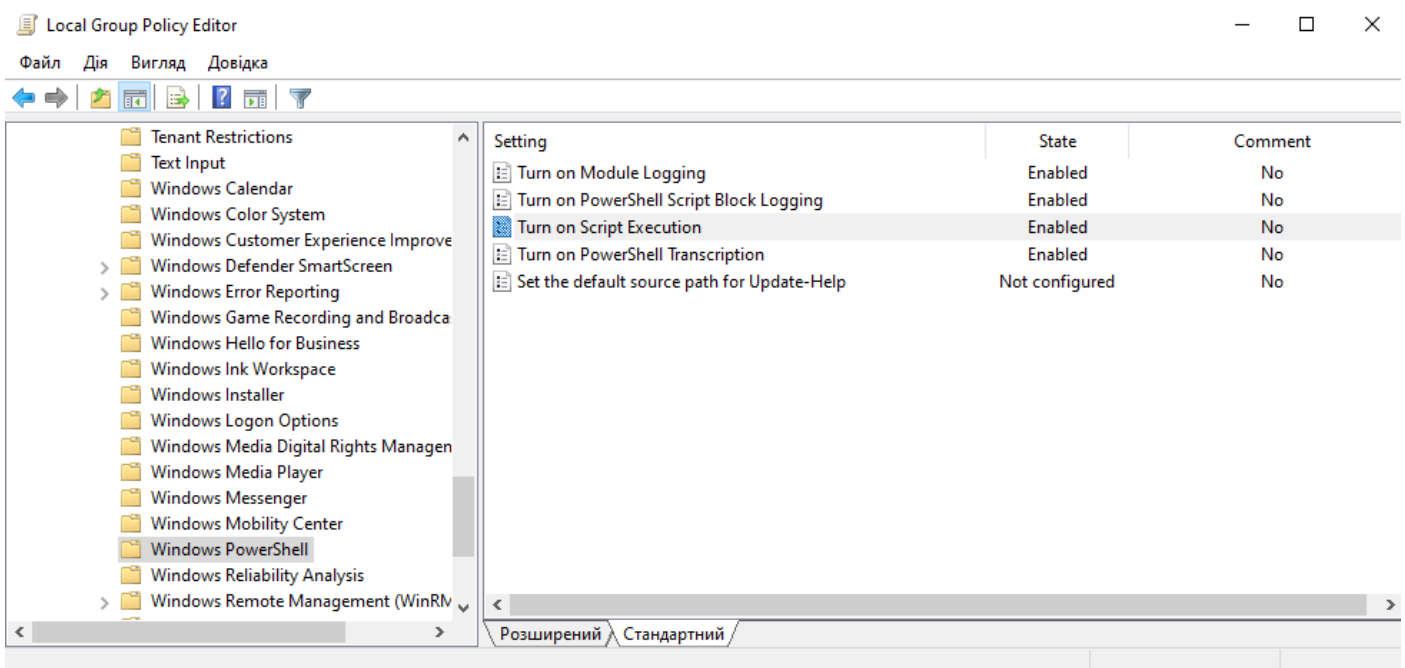 Local Group Policy Editor
Файл Дія Вигляд Довідка
Tenant Restrictions
Text Input
Windows Calendar
Windows Color System
Windows Customer Experience Improve
Windows Defender SmartScreen
Windows Error Reporting
Windows Game Recording and Broadca
Windows Hello for Business
Windows Ink Workspace
Windows Installer
Windows Logon Options
Windows Media Digital Rights Managen
Windows Media Player
Windows Messenger
Windows Mobility Center
Windows PowerShell
Windows Reliability Analysis
Windows Remote Management (WinRM
Setting State Comment
Turn on Module Logging Enabled No
Turn on PowerShell Script Block Logging Enabled No
Turn on Script Execution Enabled No
Turn on PowerShell Transcription Enabled No
Set the default source path for Update-Help Not configured No
Розширений Стандартний